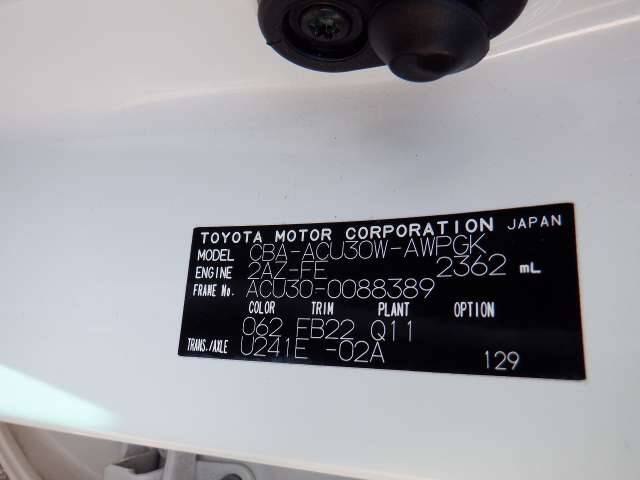 TOYOTA MOTOR CORPORATION JAPAN
MODEL CBA-ACU30W-AWPGK
ENGINE 2AZ-FE 2362 mL
FRAME No. ACU30-0088389
COLOR TRIM PLANT OPTION
062 FB22 Q11
TRANS./AXLE U241E -02A 129